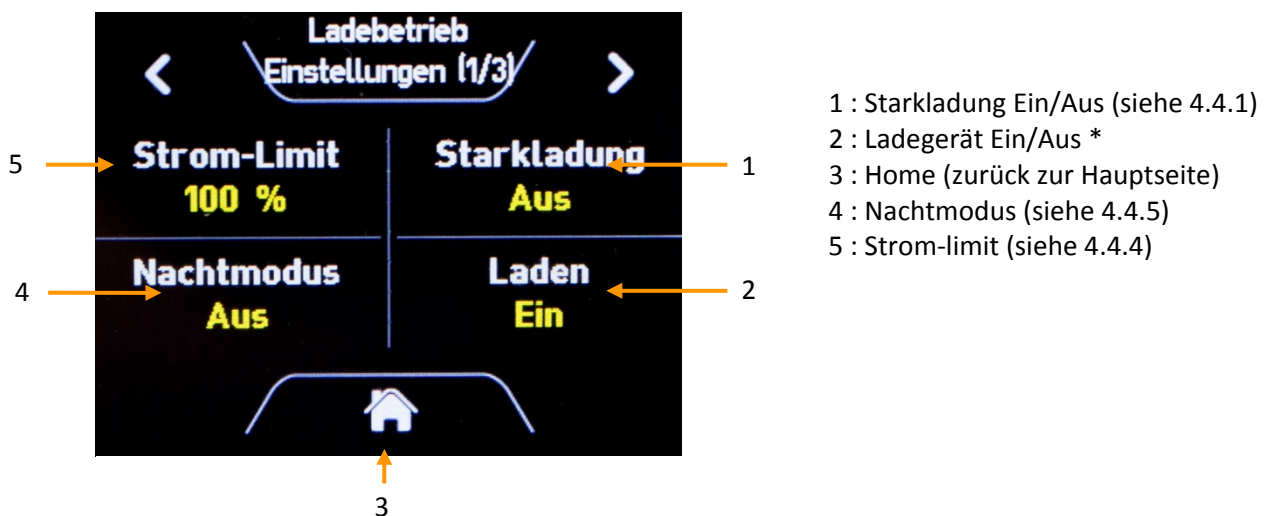 Ladebetrieb
Einstellungen (1/3)
5
Strom-Limit
100 %
Starkladung
Aus
1
4
Nachtmodus
Aus
Laden
Ein
2
3
1 : Starkladung Ein/Aus (siehe 4.4.1)
2 : Ladegerät Ein/Aus *
3 : Home (zurück zur Hauptseite)
4 : Nachtmodus (siehe 4.4.5)
5 : Strom-limit (siehe 4.4.4)